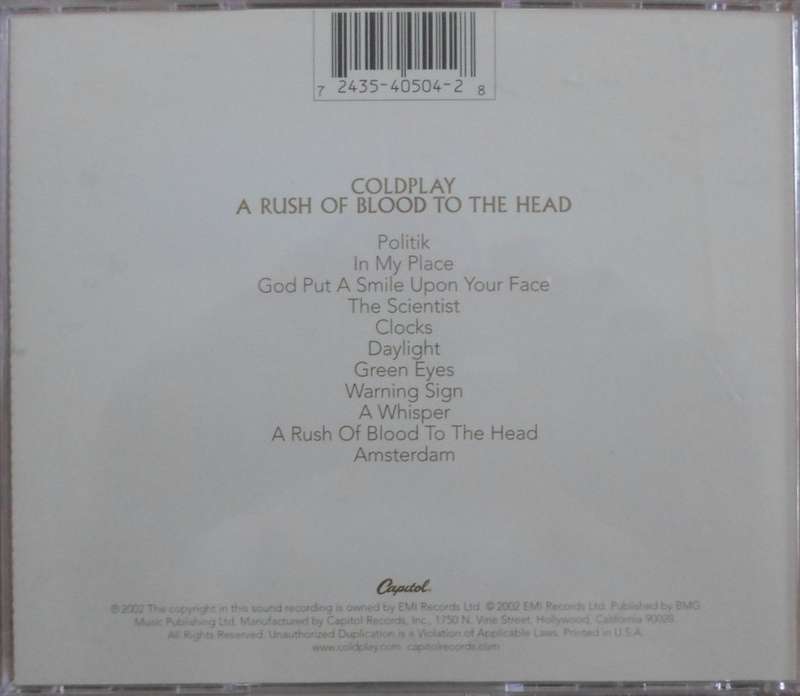 7 2435-40504-2 8
COLDPLAY
A RUSH OF BLOOD TO THE HEAD
Politik
In My Place
God Put A Smile Upon Your Face
The Scientist
Clocks
Daylight
Green Eyes
Warning Sign
A Whisper
A Rush Of Blood To The Head
Amsterdam
Capitol.
℗ 2002 The copyright in this sound recording is owned by EMI Records Ltd. © 2002 EMI Records Ltd. Published by BMG
Music Publishing Ltd. Manufactured by Capitol Records, Inc., 1750 N. Vine Street, Hollywood, California 90028.
All Rights Reserved. Unauthorized Duplication is a Violation of Applicable Laws. Printed in U.S.A.
www.coldplay.com capitolrecords.com